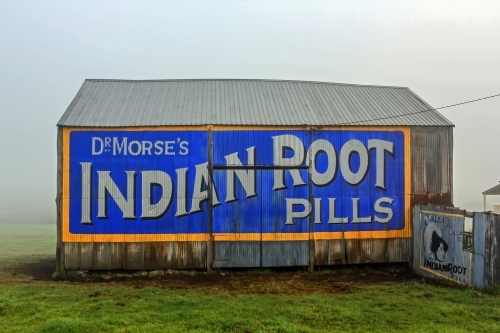 DR. MORSE'S
INDIAN ROOT
PILLS
INDIAN ROOT